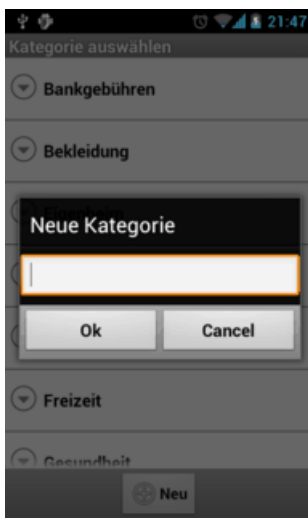 21:47
Kategorie auswählen
Bankgebühren
Bekleidung
Neue Kategorie
Ok
Cancel
Freizeit
Gesundheit
Neu